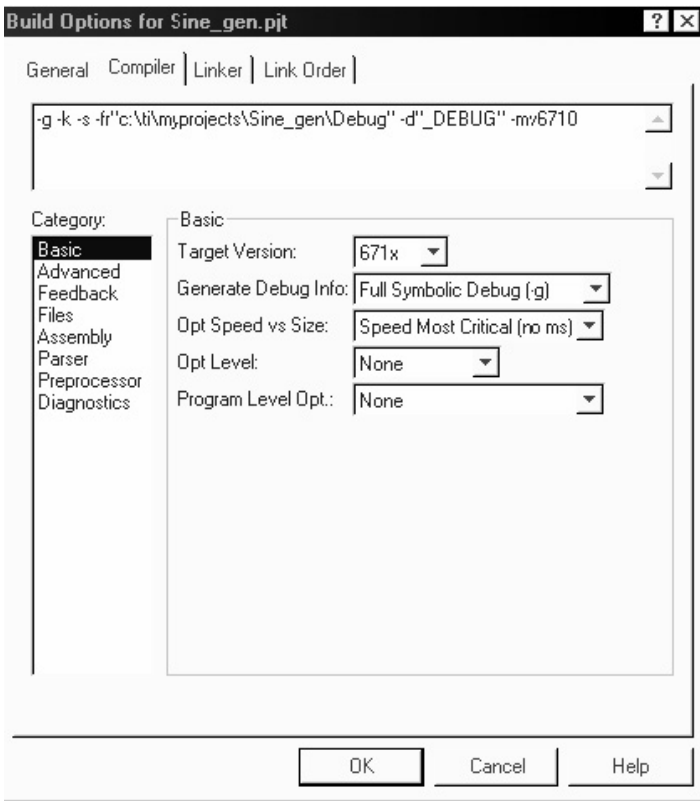 Build Options for Sine_gen.pjt ? X
General Compiler Linker Link Order
-g -k -s -fr"c:\ti\myprojects\Sine_gen\Debug" -d"_DEBUG" -mv6710
Category:
Basic
Advanced
Feedback
Files
Assembly
Parser
Preprocessor
Diagnostics
Basic
Target Version: 671x
Generate Debug Info: Full Symbolic Debug (-g)
Opt Speed vs Size: Speed Most Critical (no ms)
Opt Level: None
Program Level Opt.: None
OK Cancel Help